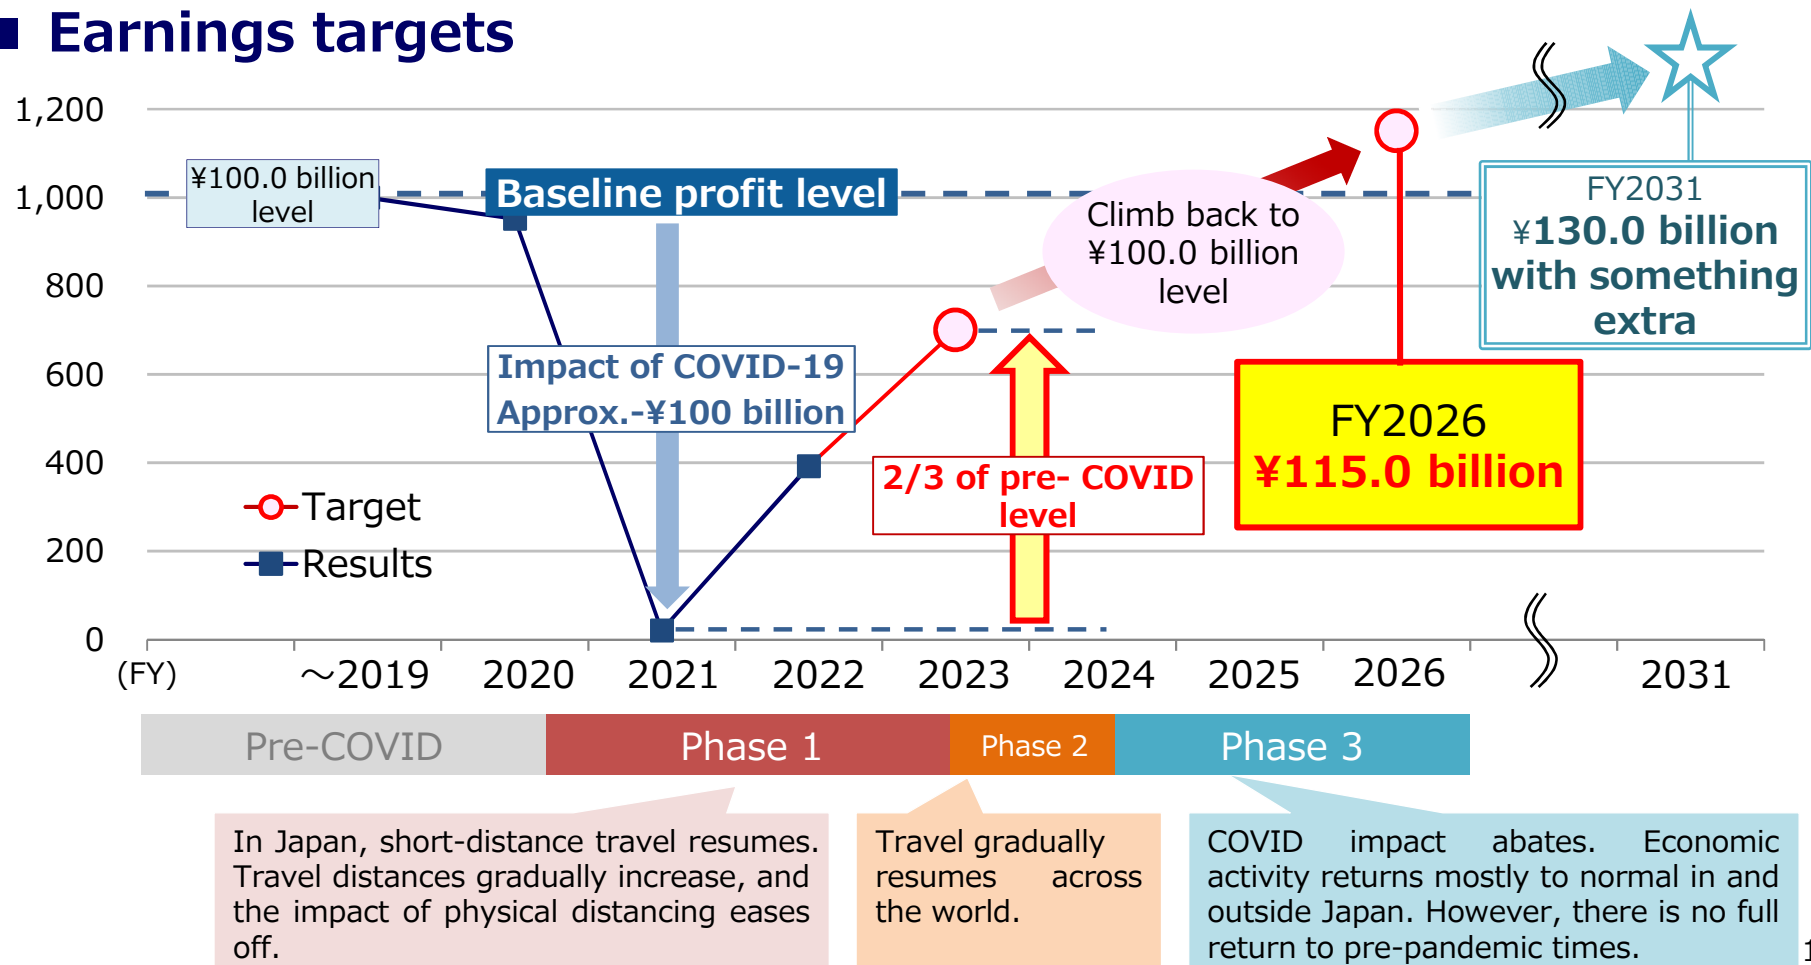 ■ Earnings targets
1,200
1,000
800
600
400
200
0
¥100.0 billion
level
Baseline profit level
Impact of COVID-19
Approx.-¥100 billion
Target
Results
2/3 of pre- COVID
level
Climb back to
¥100.0 billion
level
FY2026
¥115.0 billion
FY2031
¥130.0 billion
with something
extra
(FY)
～2019
2020
2021
2022
2023
2024
2025
2026
2031
Pre-COVID
Phase 1
Phase 2
Phase 3
In Japan, short-distance travel resumes.
Travel distances gradually increase, and
the impact of physical distancing eases
off.
Travel gradually
resumes across
the world.
COVID impact abates. Economic
activity returns mostly to normal in and
outside Japan. However, there is no full
return to pre-pandemic times.